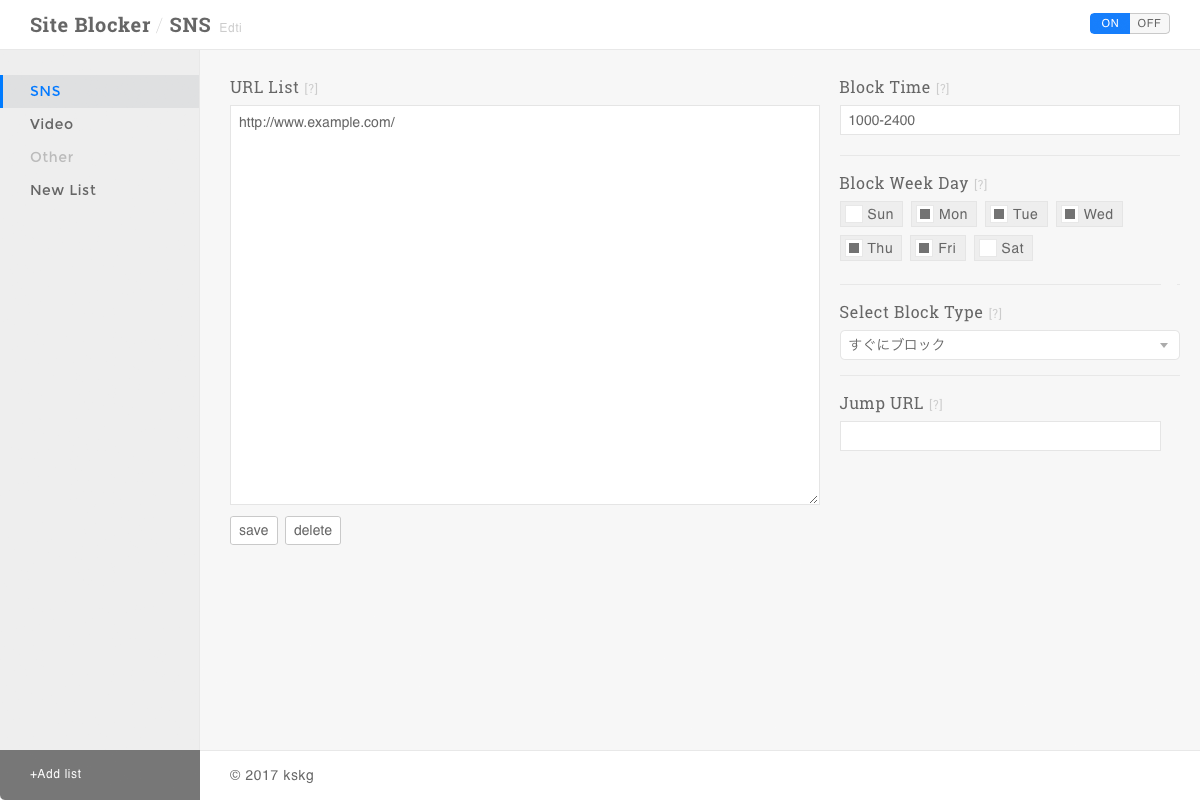 Site Blocker / SNS Edti
ON OFF
SNS
Video
Other
New List
+Add list
URL List [?]
http://www.example.com/
save delete
Block Time [?]
1000-2400
Block Week Day [?]
Sun Mon Tue Wed
Thu Fri Sat
Select Block Type [?]
すぐにブロック
Jump URL [?]
© 2017 kskg